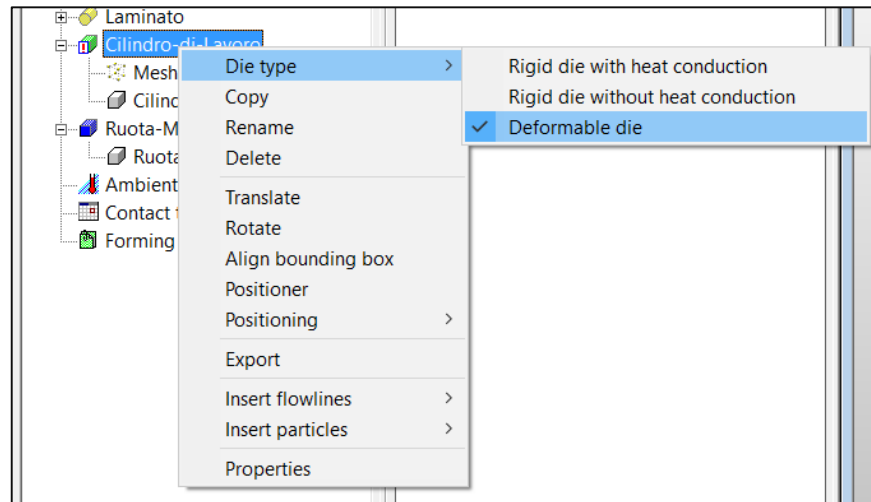 Laminato
Cilindro-di-Lavoro
Mesh
Cilind
Ruota-M
Ruota
Ambient
Contact t
Forming
Die type
Copy
Rename
Delete
Translate
Rotate
Align bounding box
Positioner
Positioning
Export
Insert flowlines
Insert particles
Properties
Rigid die with heat conduction
Rigid die without heat conduction
Deformable die